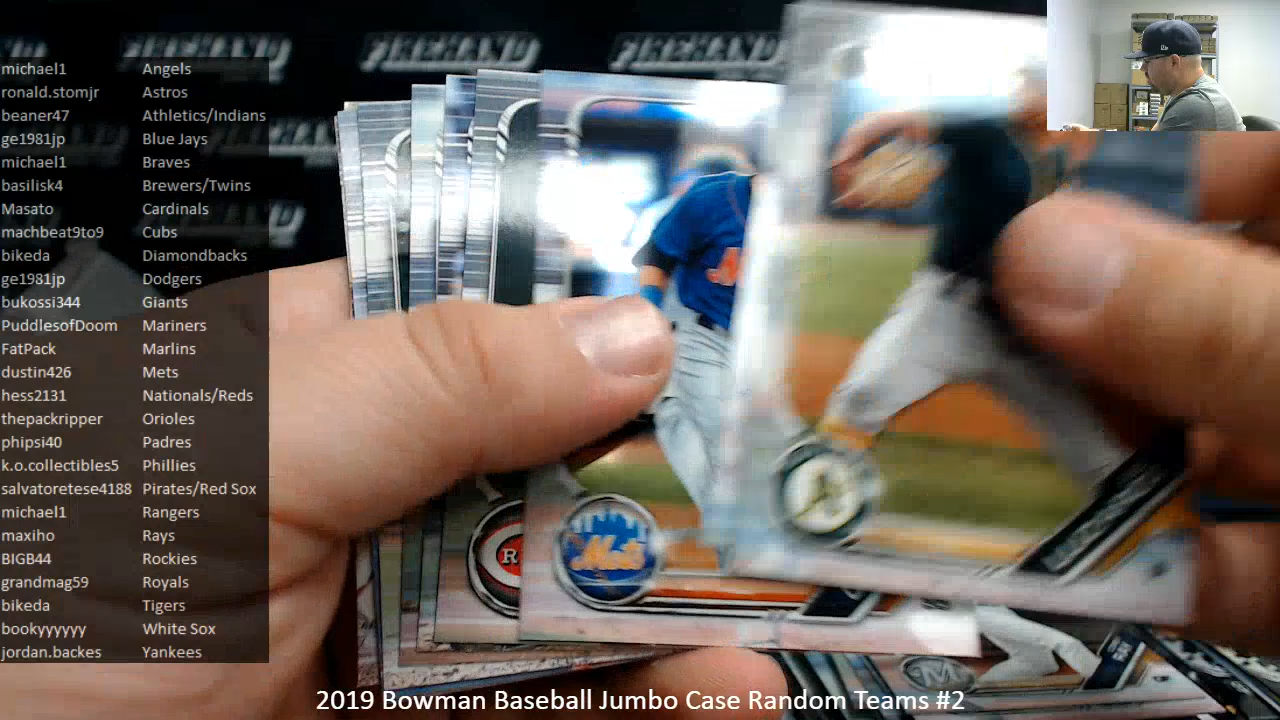 michael1 Angels
ronald.stomjr Astros
beaner47 Athletics/Indians
ge1981jp Blue Jays
michael1 Braves
basilisk4 Brewers/Twins
Masato Cardinals
machbeat9to9 Cubs
bikeda Diamondbacks
ge1981jp Dodgers
bukossi344 Giants
PuddlesofDoom Mariners
FatPack Marlins
dustin426 Mets
hess2131 Nationals/Reds
thepackripper Orioles
phipsi40 Padres
k.o.collectibles5 Phillies
salvatoretese4188 Pirates/Red Sox
michael1 Rangers
maxiho Rays
BIGB44 Rockies
grandmag59 Royals
bikeda Tigers
bookyyyyyy White Sox
jordan.backes Yankees
Mets
2019 Bowman Baseball Jumbo Case Random Teams #2